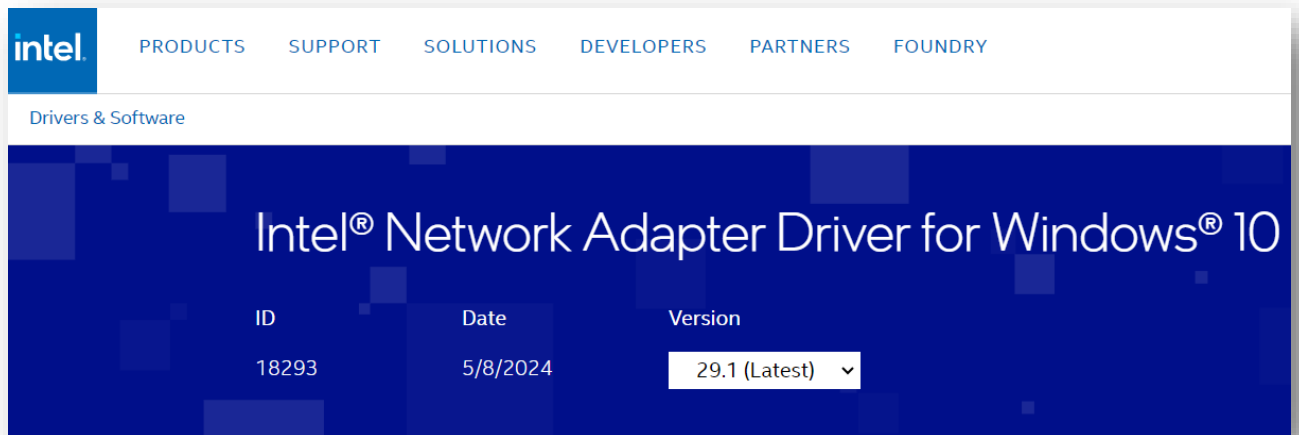 intel. PRODUCTS SUPPORT SOLUTIONS DEVELOPERS PARTNERS FOUNDRY
Drivers & Software
Intel® Network Adapter Driver for Windows® 10
ID Date Version
18293 5/8/2024 29.1 (Latest)